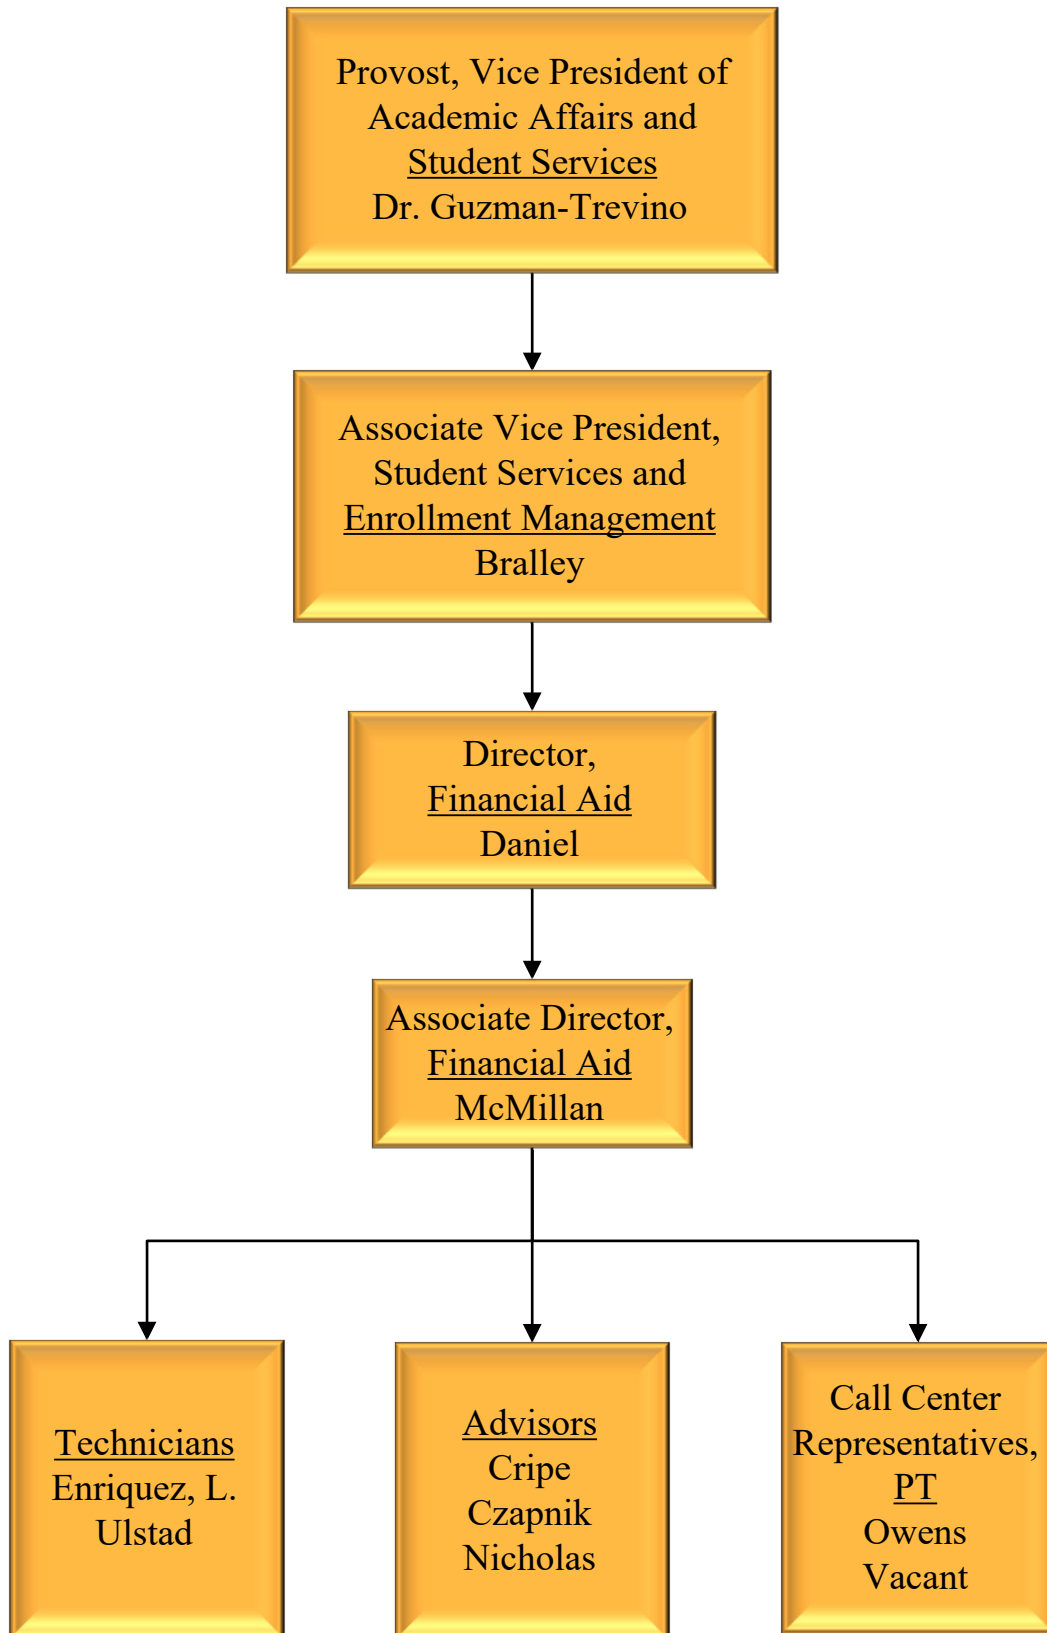 Provost, Vice President of
Academic Affairs and
Student Services
Dr. Guzman-Trevino
Associate Vice President,
Student Services and
Enrollment Management
Bralley
Director,
Financial Aid
Daniel
Associate Director,
Financial Aid
McMillan
Technicians
Enriquez, L.
Ulstad
Advisors
Cripe
Czapnik
Nicholas
Call Center
Representatives,
PT
Owens
Vacant